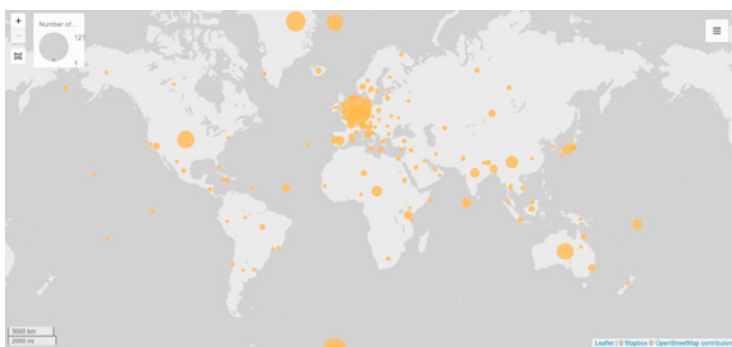 +
−
Number of...
121
1
3000 km
2000 mi
Leaflet | © Mapbox © OpenStreetMap contributors